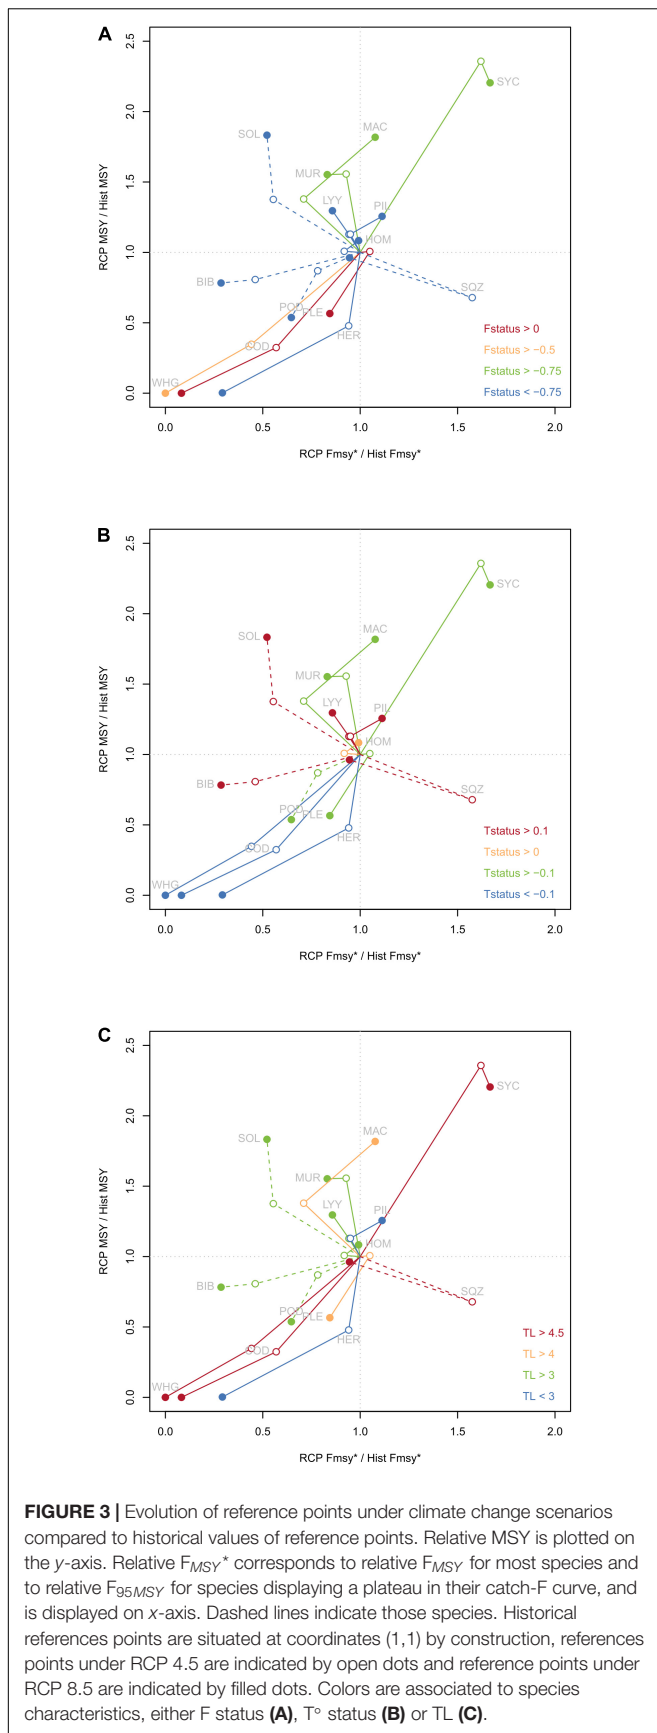 A
RCP MSY / Hist MSY
2.5
2.0
1.5
1.0
0.5
0.0
SYC
MAC
SOL
MUR
LYY
PIL
HOM
BIB
SQZ
POD
PLE
HER
COD
WHG
Fstatus > 0
Fstatus > −0.5
Fstatus > −0.75
Fstatus < −0.75
0.0 0.5 1.0 1.5 2.0
RCP Fmsy* / Hist Fmsy*
B
RCP MSY / Hist MSY
2.5
2.0
1.5
1.0
0.5
0.0
SYC
MAC
SOL
MUR
LYY
PIL
HOM
BIB
SQZ
POD
PLE
HER
COD
WHG
Tstatus > 0.1
Tstatus > 0
Tstatus > −0.1
Tstatus < −0.1
0.0 0.5 1.0 1.5 2.0
RCP Fmsy* / Hist Fmsy*
C
RCP MSY / Hist MSY
2.5
2.0
1.5
1.0
0.5
0.0
SYC
MAC
SOL
MUR
LYY
PIL
HOM
BIB
SQZ
POD
PLE
HER
COD
WHG
TL > 4.5
TL > 4
TL > 3
TL < 3
0.0 0.5 1.0 1.5 2.0
RCP Fmsy* / Hist Fmsy*
FIGURE 3 | Evolution of reference points under climate change scenarios
compared to historical values of reference points. Relative MSY is plotted on
the y-axis. Relative FMSY* corresponds to relative FMSY for most species and
to relative F95MSY for species displaying a plateau in their catch-F curve, and
is displayed on x-axis. Dashed lines indicate those species. Historical
references points are situated at coordinates (1,1) by construction, references
points under RCP 4.5 are indicated by open dots and reference points under
RCP 8.5 are indicated by filled dots. Colors are associated to species
characteristics, either F status (A), T° status (B) or TL (C).